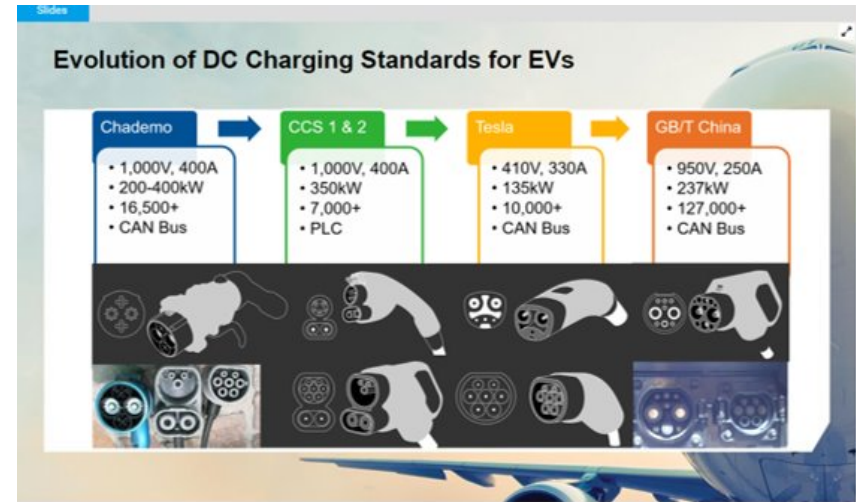 Slides
Evolution of DC Charging Standards for EVs
Chademo
• 1,000V, 400A
• 200-400kW
• 16,500+
• CAN Bus
CCS 1 & 2
• 1,000V, 400A
• 350kW
• 7,000+
• PLC
Tesla
• 410V, 330A
• 135kW
• 10,000+
• CAN Bus
GB/T China
• 950V, 250A
• 237kW
• 127,000+
• CAN Bus